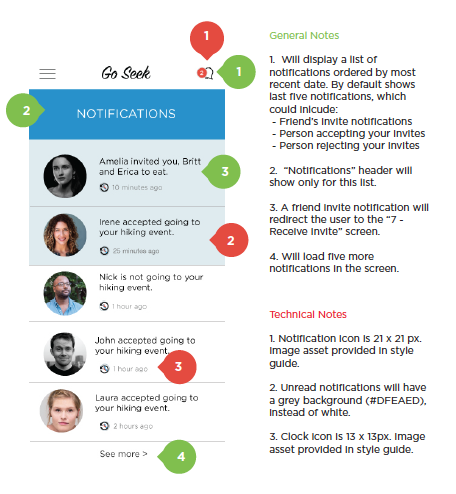 1
Go Seek
2
1
2
NOTIFICATIONS
Amelia invited you, Britt
and Erica to eat.
10 minutes ago
3
Irene accepted going to
your hiking event.
25 minutes ago
2
Nick is not going to your
hiking event.
1 hour ago
John accepted going to
your hiking event.
1 hour ago
3
Laura accepted going to
your hiking event.
2 hours ago
See more >
4
General Notes
1. Will display a list of
notifications ordered by most
recent date. By default shows
last five notifications, which
could inlcude:
- Friend's invite notifications
- Person accepting your invites
- Person rejecting your invites
2. "Notifications" header will
show only for this list.
3. A friend invite notification will
redirect the user to the "7 -
Receive Invite" screen.
4. Will load five more
notifications in the screen.
Technical Notes
1. Notification icon is 21 x 21 px.
Image asset provided in style
guide.
2. Unread notifications will have
a grey background (#DFEAED),
instead of white.
3. Clock icon is 13 x 13px. Image
asset provided in style guide.